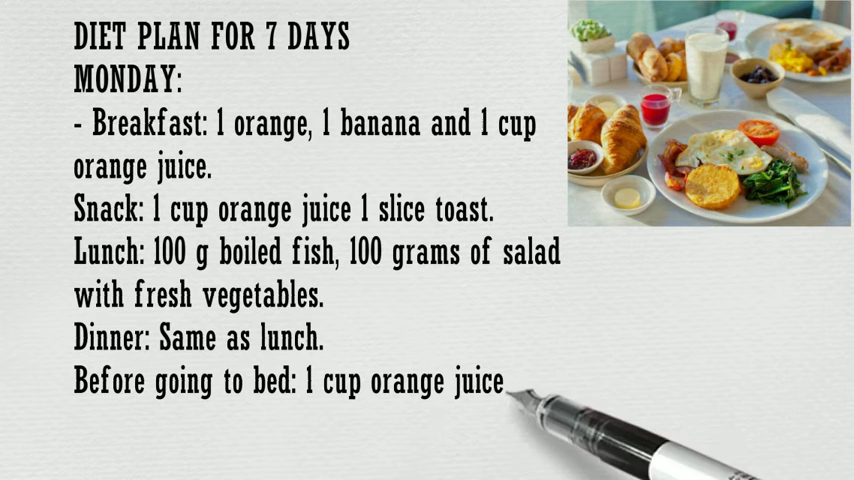 DIET PLAN FOR 7 DAYS
MONDAY:
- Breakfast: 1 orange, 1 banana and 1 cup
orange juice.
Snack: 1 cup orange juice 1 slice toast.
Lunch: 100 g boiled fish, 100 grams of salad
with fresh vegetables.
Dinner: Same as lunch.
Before going to bed: 1 cup orange juice